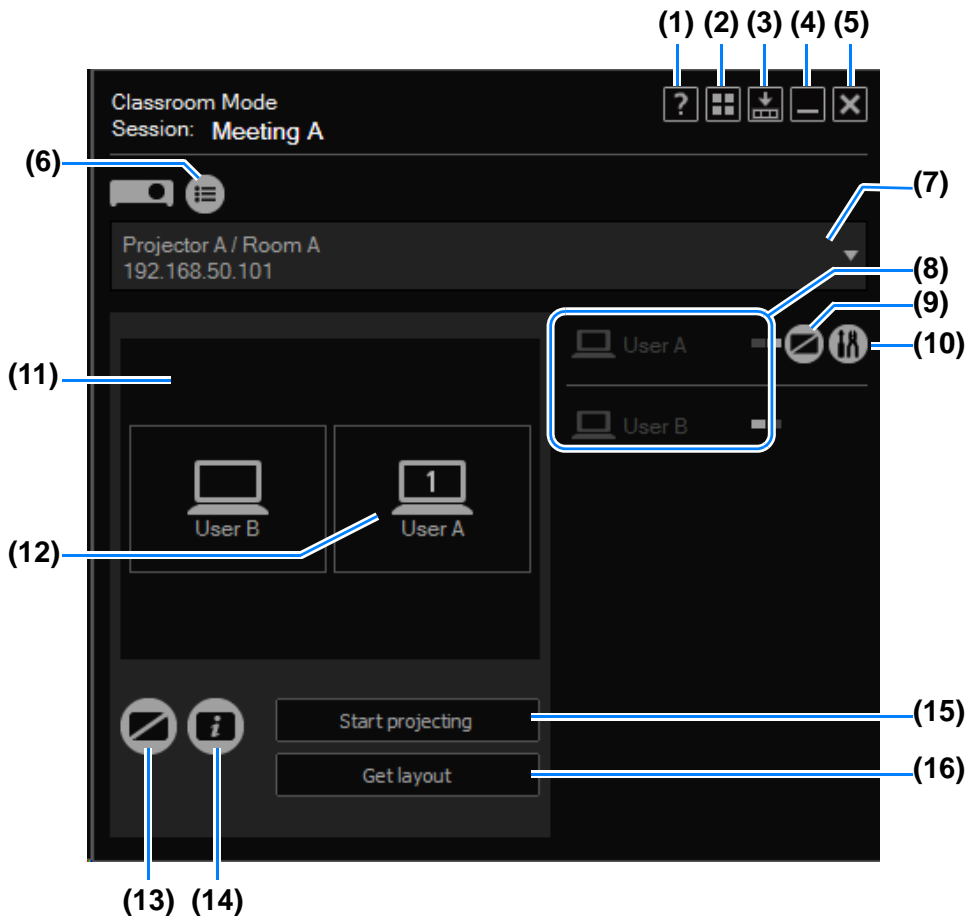 (1) (2) (3) (4) (5)
?
Classroom Mode
Session: Meeting A
(6)
(7)
Projector A / Room A
192.168.50.101
(8)
(9)
(10)
User A
(11)
User B
1
User B User A
(12)
i
Start projecting
(15)
Get layout
(16)
(13) (14)